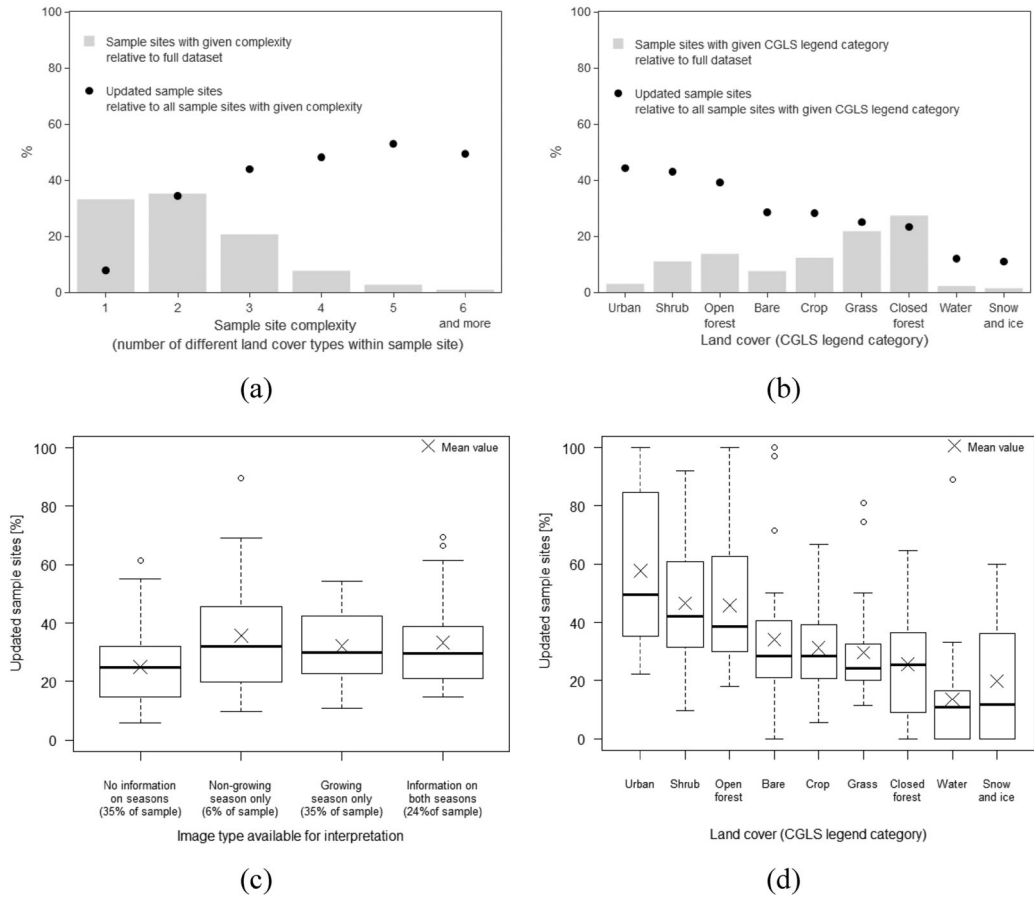 100
80
60
40
20
0
%
Sample sites with given complexity
relative to full dataset
Updated sample sites
relative to all sample sites with given complexity
1 2 3 4 5 6
and more
Sample site complexity
(number of different land cover types within sample site)
(a)
100
80
60
40
20
0
%
Sample sites with given CGLS legend category
relative to full dataset
Updated sample sites
relative to all sample sites with given CGLS legend category
Urban Shrub Open Bare Crop Grass Closed Water Snow
forest forest and ice
Land cover (CGLS legend category)
(b)
100
80
60
40
20
0
Updated sample sites [%]
Mean value
No information Non-growing Growing Information on
on seasons season only season only both seasons
(35% of sample) (6% of sample) (35% of sample) (24%of sample)
Image type available for interpretation
(c)
100
80
60
40
20
0
Updated sample sites [%]
Mean value
Urban Shrub Open Bare Crop Grass Closed Water Snow
forest forest and ice
Land cover (CGLS legend category)
(d)